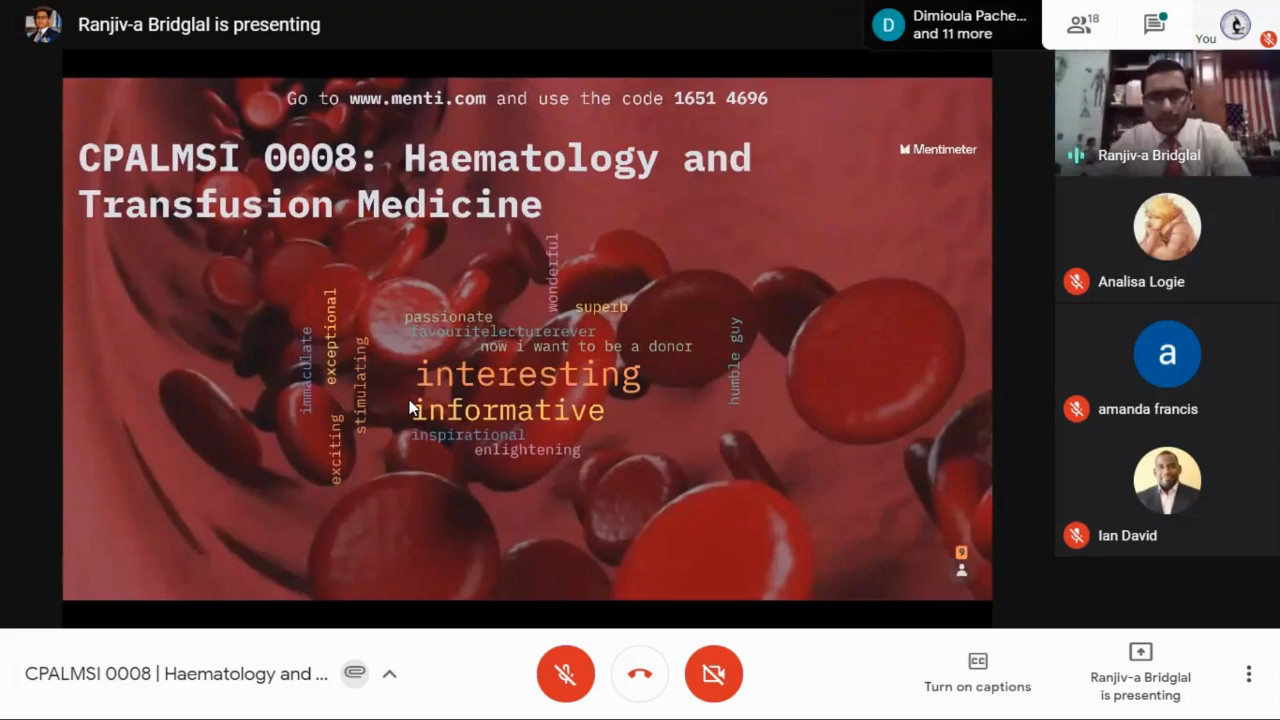 Ranjiv-a Bridglal is presenting
D
Dimioula Pache...
and 11 more
18
You
Go to www.menti.com and use the code 1651 4696
CPALMSI 0008: Haematology and
Transfusion Medicine
Mentimeter
wonderful
superb
passionate
favouritelecturerever
now i want to be a donor
interesting
informative
inspirational
enlightening
immaculate
exceptional
stimulating
exciting
humble guy
9
Ranjiv-a Bridglal
Analisa Logie
a
amanda francis
Ian David
CPALMSI 0008 | Haematology and ...
CC
Turn on captions
Ranjiv-a Bridglal
is presenting